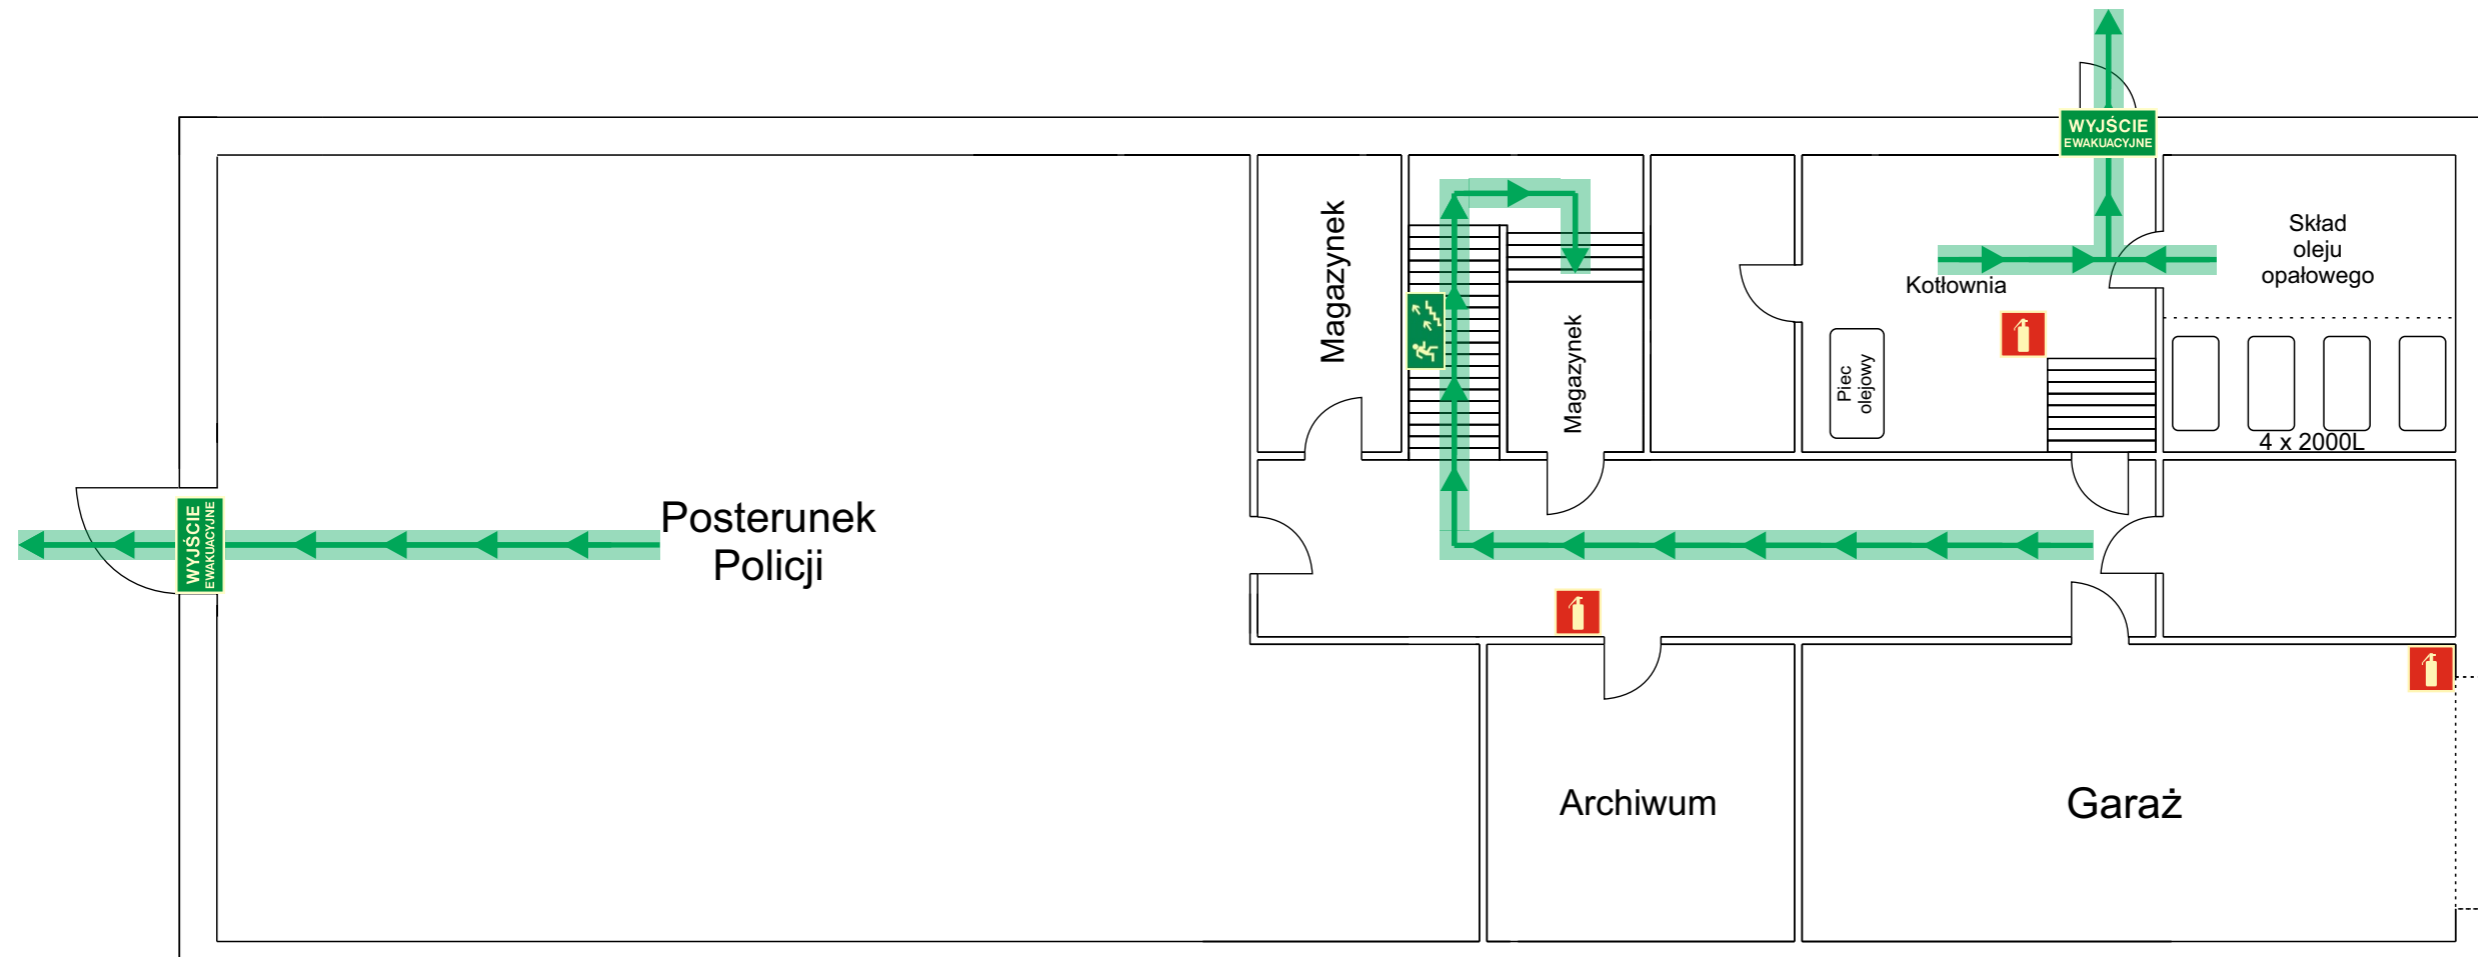 WYJŚCIE
EWAKUACYJNE
Magazynek
Skład
oleju
opałowego
Kotłownia
Magazynek
Piec
olejowy
4 x 2000L
WYJŚCIE
EWAKUACYJNE
Posterunek
Policji
Archiwum
Garaż